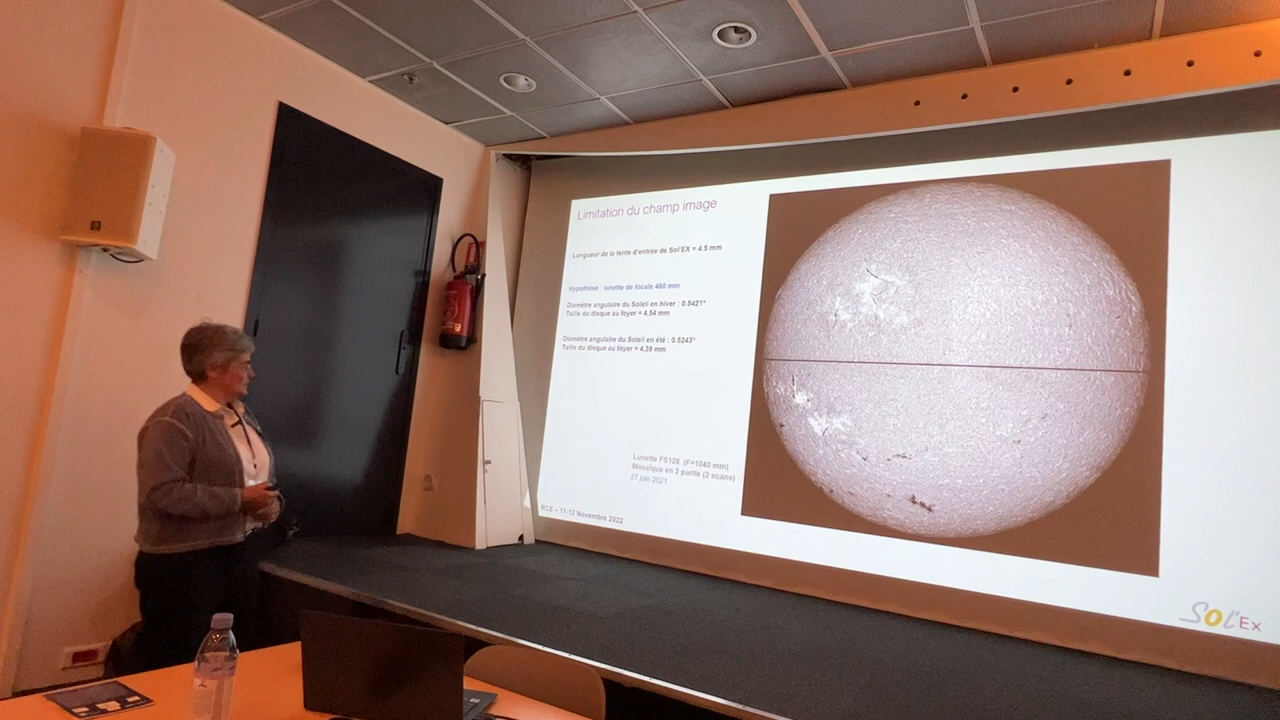 Limitation du champ image
Longueur de la fente d'entrée de Sol'EX = 4.5 mm
Hypothèse : lunette de focale 480 mm
Diamètre angulaire du Soleil en hiver : 0.5421°
Taille du disque au foyer = 4,54 mm
Diamètre angulaire du Soleil en été : 0.5243°
Taille du disque au foyer = 4,39 mm
Lunette FS128 (F=1040 mm)
Mosaïque en 2 partie (2 scans)
27 juin 2021
RCE – 11-13 Novembre 2022
Sol'Ex